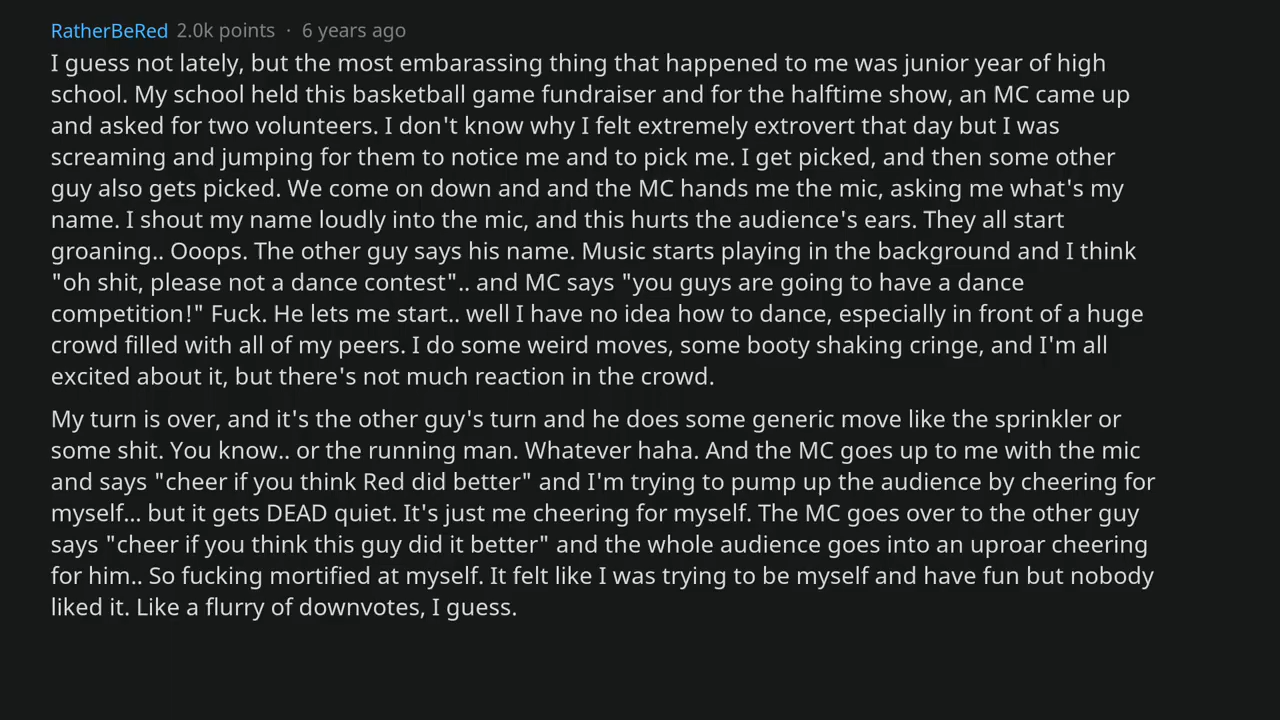 RatherBeRed 2.0k points · 6 years ago
I guess not lately, but the most embarassing thing that happened to me was junior year of high
school. My school held this basketball game fundraiser and for the halftime show, an MC came up
and asked for two volunteers. I don't know why I felt extremely extrovert that day but I was
screaming and jumping for them to notice me and to pick me. I get picked, and then some other
guy also gets picked. We come on down and and the MC hands me the mic, asking me what's my
name. I shout my name loudly into the mic, and this hurts the audience's ears. They all start
groaning.. Ooops. The other guy says his name. Music starts playing in the background and I think
"oh shit, please not a dance contest".. and MC says "you guys are going to have a dance
competition!" Fuck. He lets me start.. well I have no idea how to dance, especially in front of a huge
crowd filled with all of my peers. I do some weird moves, some booty shaking cringe, and I'm all
excited about it, but there's not much reaction in the crowd.
My turn is over, and it's the other guy's turn and he does some generic move like the sprinkler or
some shit. You know.. or the running man. Whatever haha. And the MC goes up to me with the mic
and says "cheer if you think Red did better" and I'm trying to pump up the audience by cheering for
myself... but it gets DEAD quiet. It's just me cheering for myself. The MC goes over to the other guy
says "cheer if you think this guy did it better" and the whole audience goes into an uproar cheering
for him.. So fucking mortified at myself. It felt like I was trying to be myself and have fun but nobody
liked it. Like a flurry of downvotes, I guess.